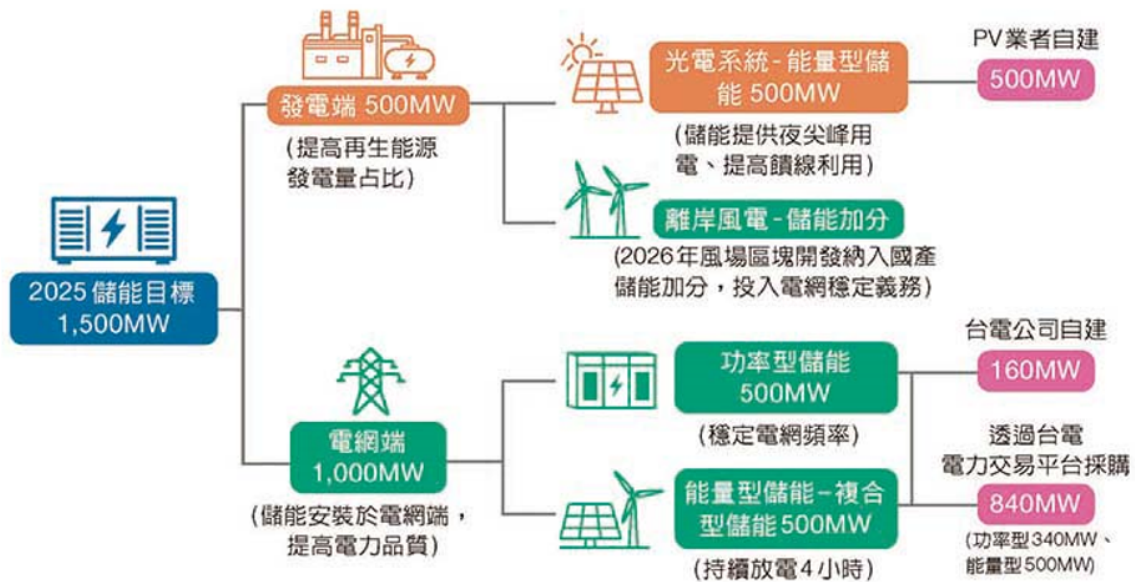 2025儲能目標
1,500MW
發電端 500MW
(提高再生能源
發電量占比)
光電系統-能量型儲
能 500MW
(儲能提供夜尖峰用
電、提高饋線利用)
PV業者自建
500MW
離岸風電-儲能加分
(2026年風場區塊開發納入國產
儲能加分，投入電網穩定義務)
電網端
1,000MW
(儲能安裝於電網端，
提高電力品質)
功率型儲能
500MW
(穩定電網頻率)
能量型儲能-複合
型儲能500MW
(持續放電4小時)
台電公司自建
160MW
透過台電
電力交易平台採購
840MW
(功率型340MW、
能量型500MW)